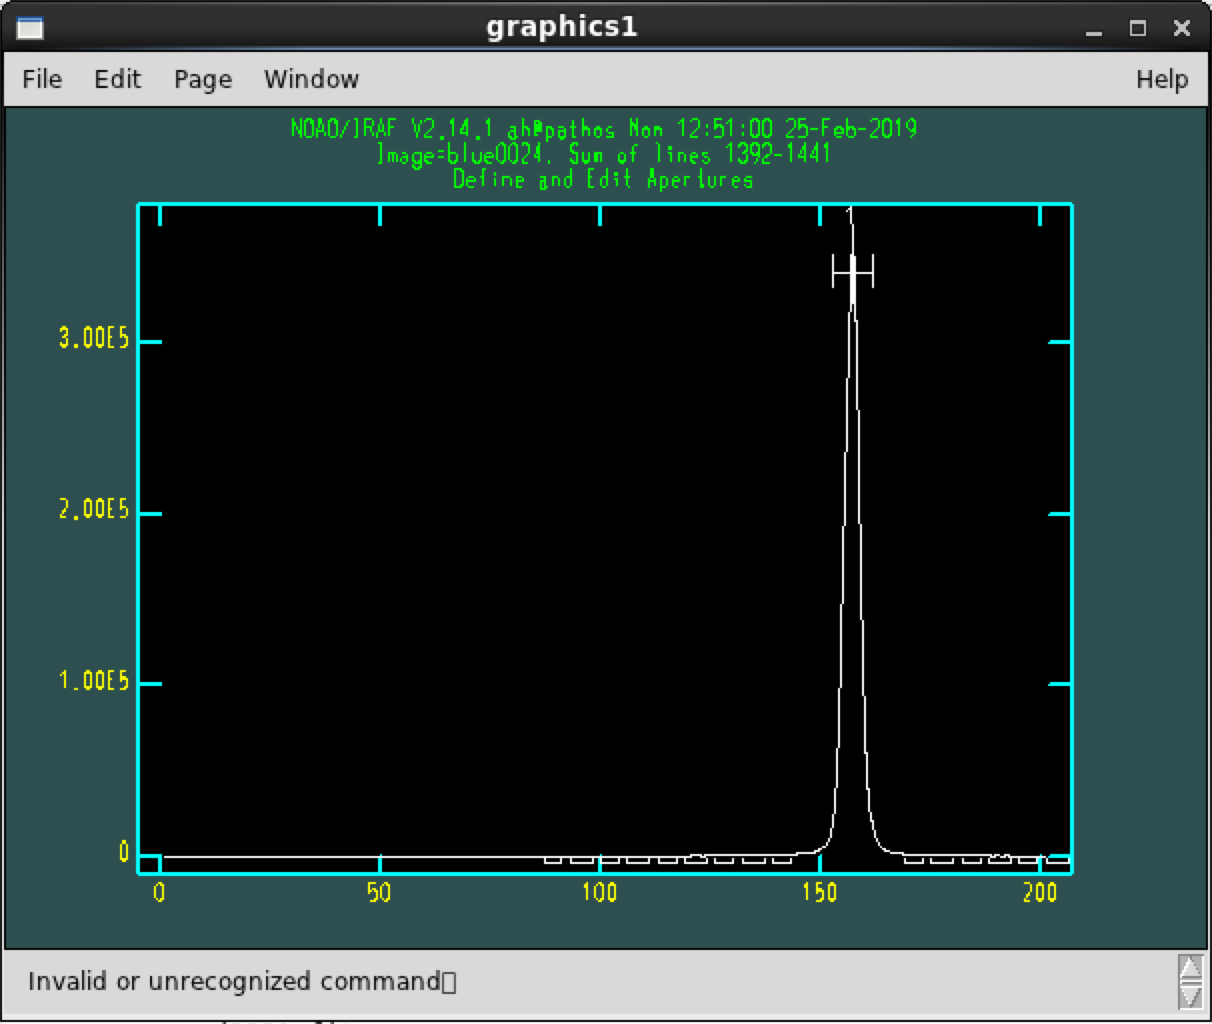 graphics1
File Edit Page Window Help
NOAO/IRAF V2.14.1 ah@pathos Mon 12:51:00 25-Feb-2019
Image=blue0024, Sum of lines 1392-1441
Define and Edit Apertures
3.00E5
2.00E5
1.00E5
0
0 50 100 150 200
Invalid or unrecognized command